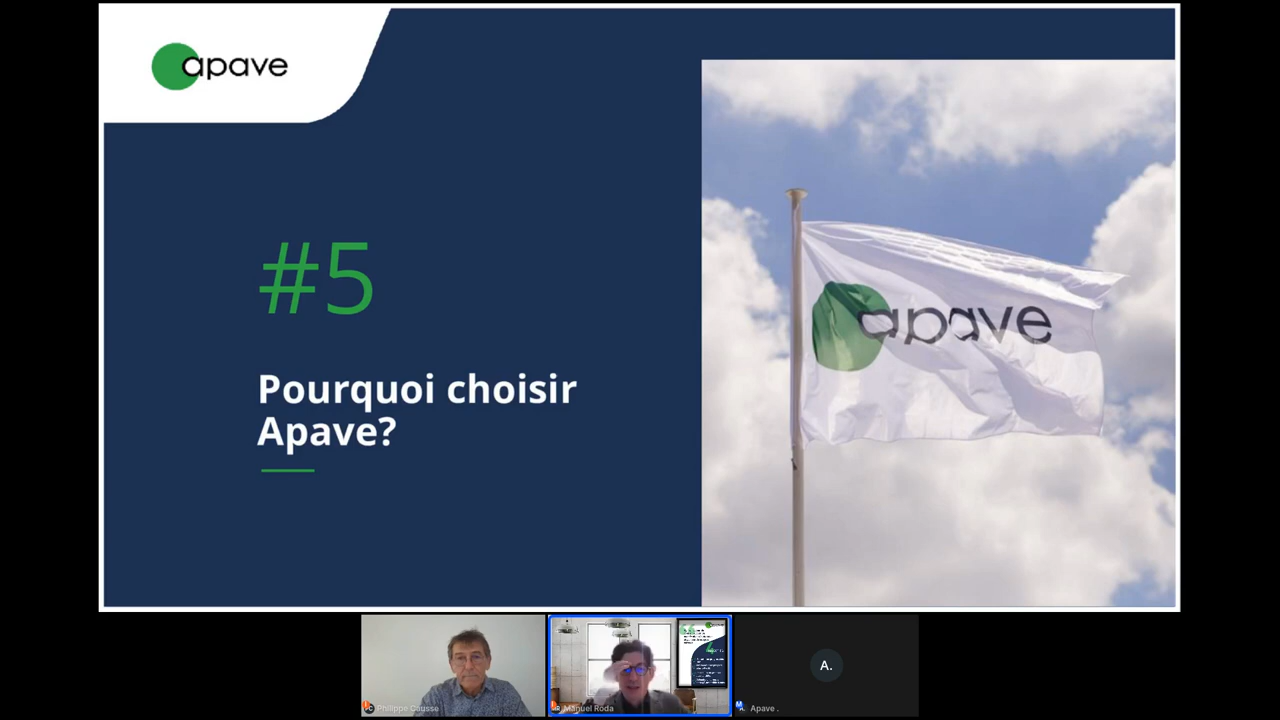 apave
#5
Pourquoi choisir
Apave?
apave
Philippe Causse
Manuel Roda
A.
Apave .